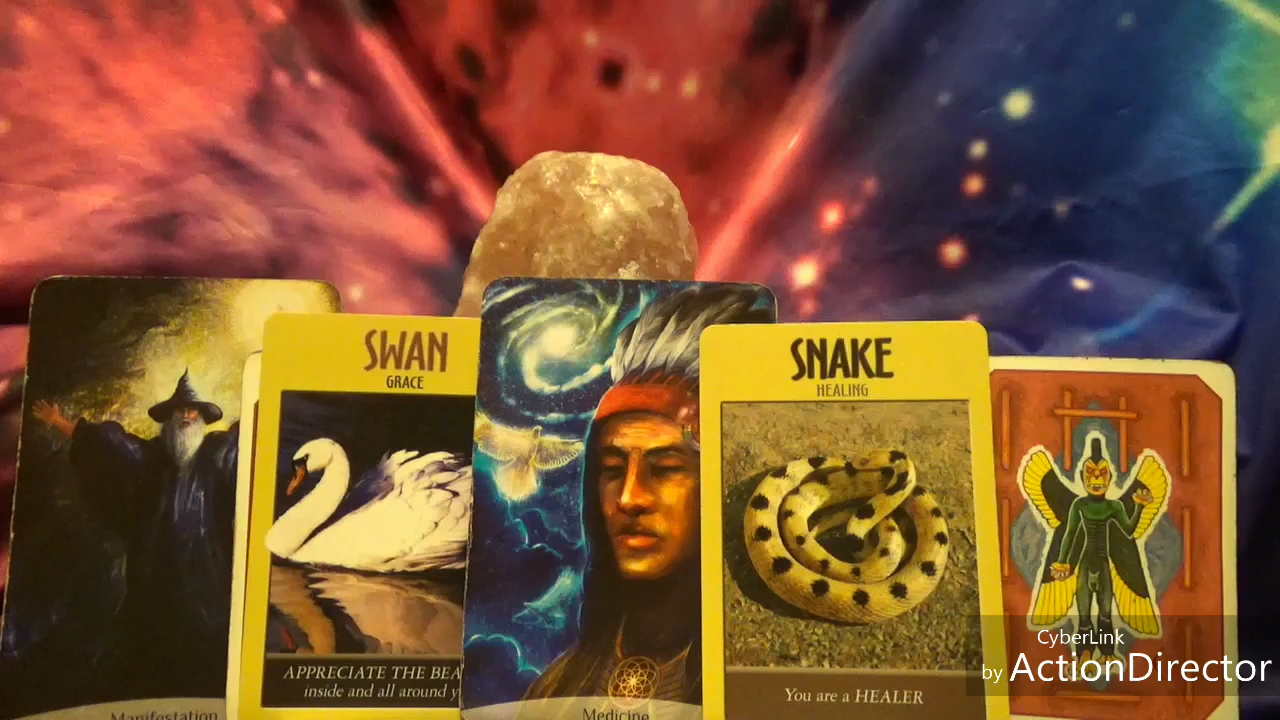 SWAN
GRACE
APPRECIATE THE BEA
inside and all around y
Manifestation
Medicine
SNAKE
HEALING
You are a HEALER
CyberLink
by ActionDirector